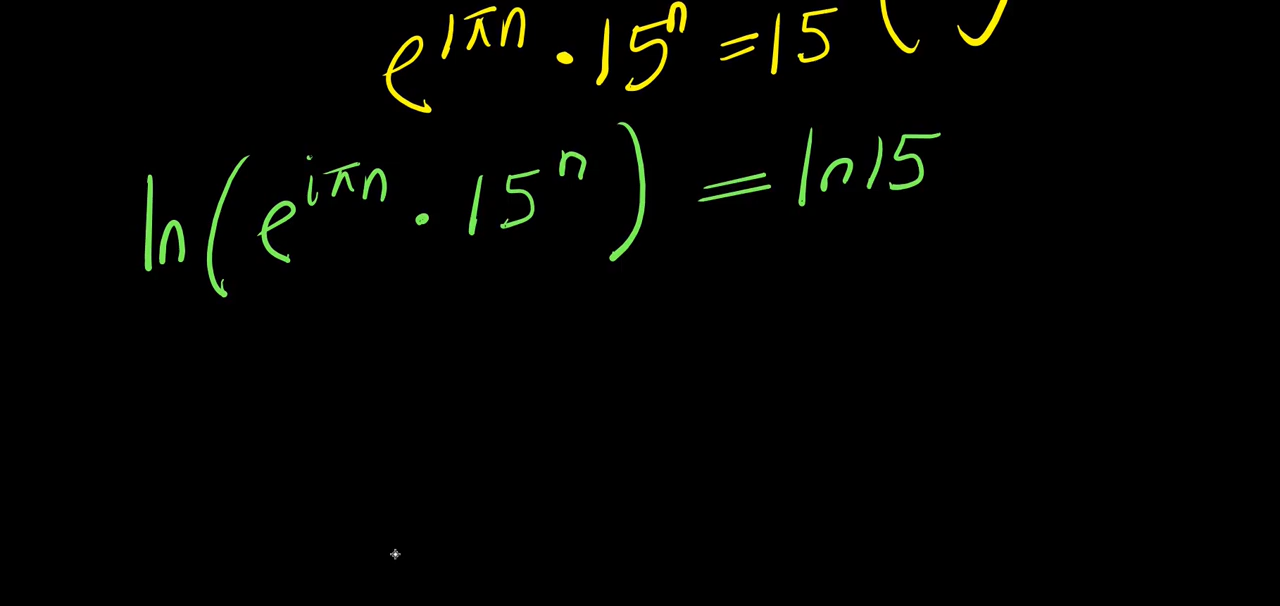 e^{iπn} · 15^n = 15
ln(e^{iπn} · 15^n) = ln15